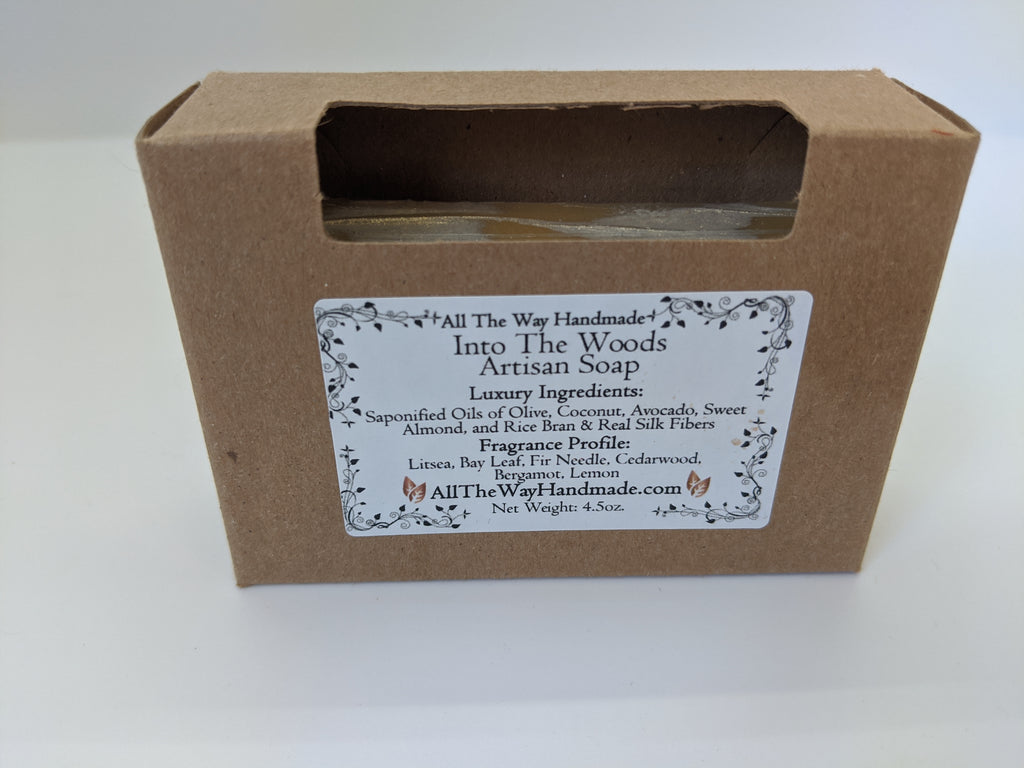 All The Way Handmade
Into The Woods
Artisan Soap
Luxury Ingredients:
Saponified Oils of Olive, Coconut, Avocado, Sweet
Almond, and Rice Bran & Real Silk Fibers
Fragrance Profile:
Litsea, Bay Leaf, Fir Needle, Cedarwood,
Bergamot, Lemon
AllTheWayHandmade.com
Net Weight: 4.5oz.